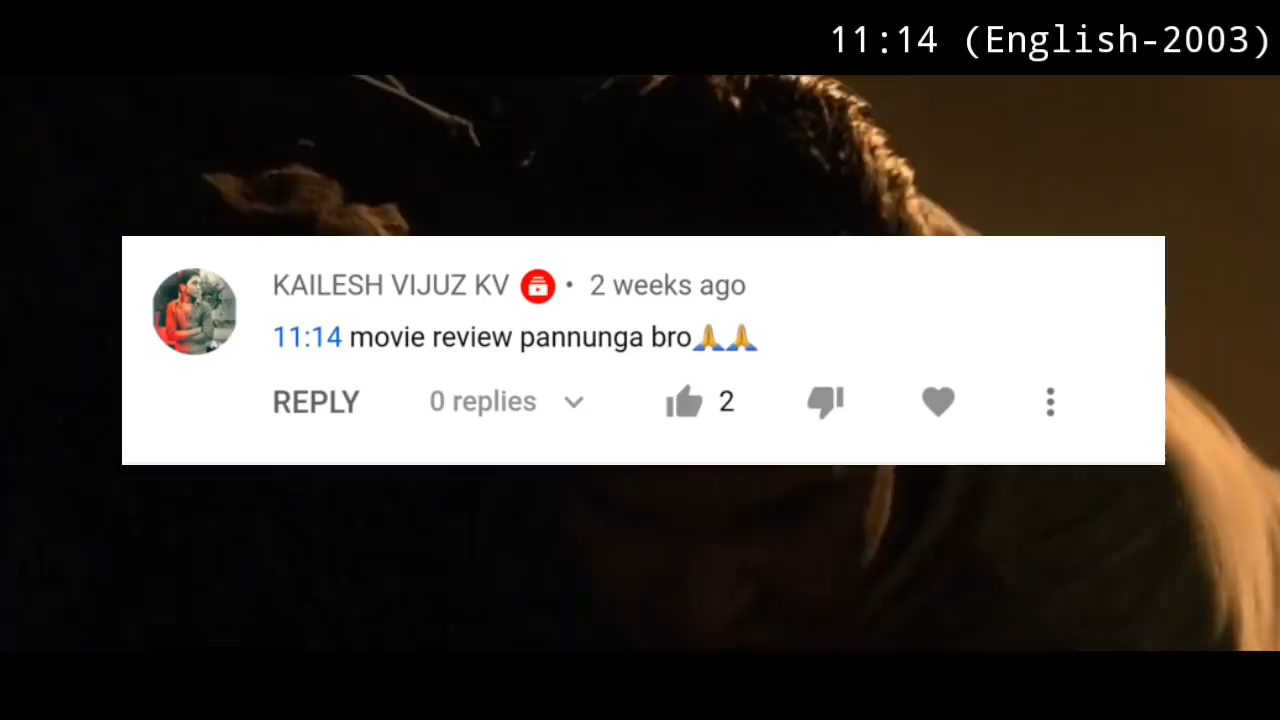 11:14 (English-2003)
KAILESH VIJUZ KV • 2 weeks ago
11:14 movie review pannunga bro🙏🙏
REPLY 0 replies 2